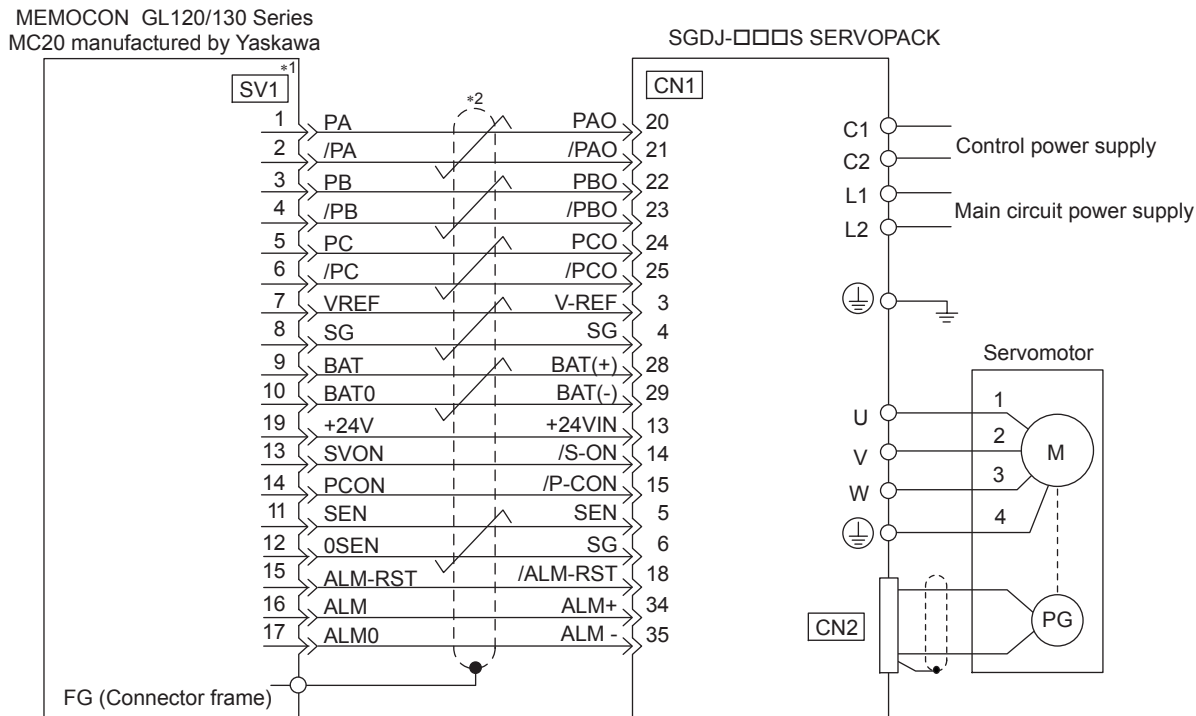 MEMOCON GL120/130 Series
MC20 manufactured by Yaskawa
SGDJ-□□□S SERVOPACK
*1
SV1
*2
CN1
1 PA PAO 20
2 /PA /PAO 21
3 PB PBO 22
4 /PB /PBO 23
5 PC PCO 24
6 /PC /PCO 25
7 VREF V-REF 3
8 SG SG 4
9 BAT BAT(+) 28
10 BAT0 BAT(-) 29
19 +24V +24VIN 13
13 SVON /S-ON 14
14 PCON /P-CON 15
11 SEN SEN 5
12 0SEN SG 6
15 ALM-RST /ALM-RST 18
16 ALM ALM+ 34
17 ALM0 ALM - 35
FG (Connector frame)
C1
C2
Control power supply
L1
L2
Main circuit power supply
Servomotor
U 1
V 2
W 3
4
M
CN2
PG